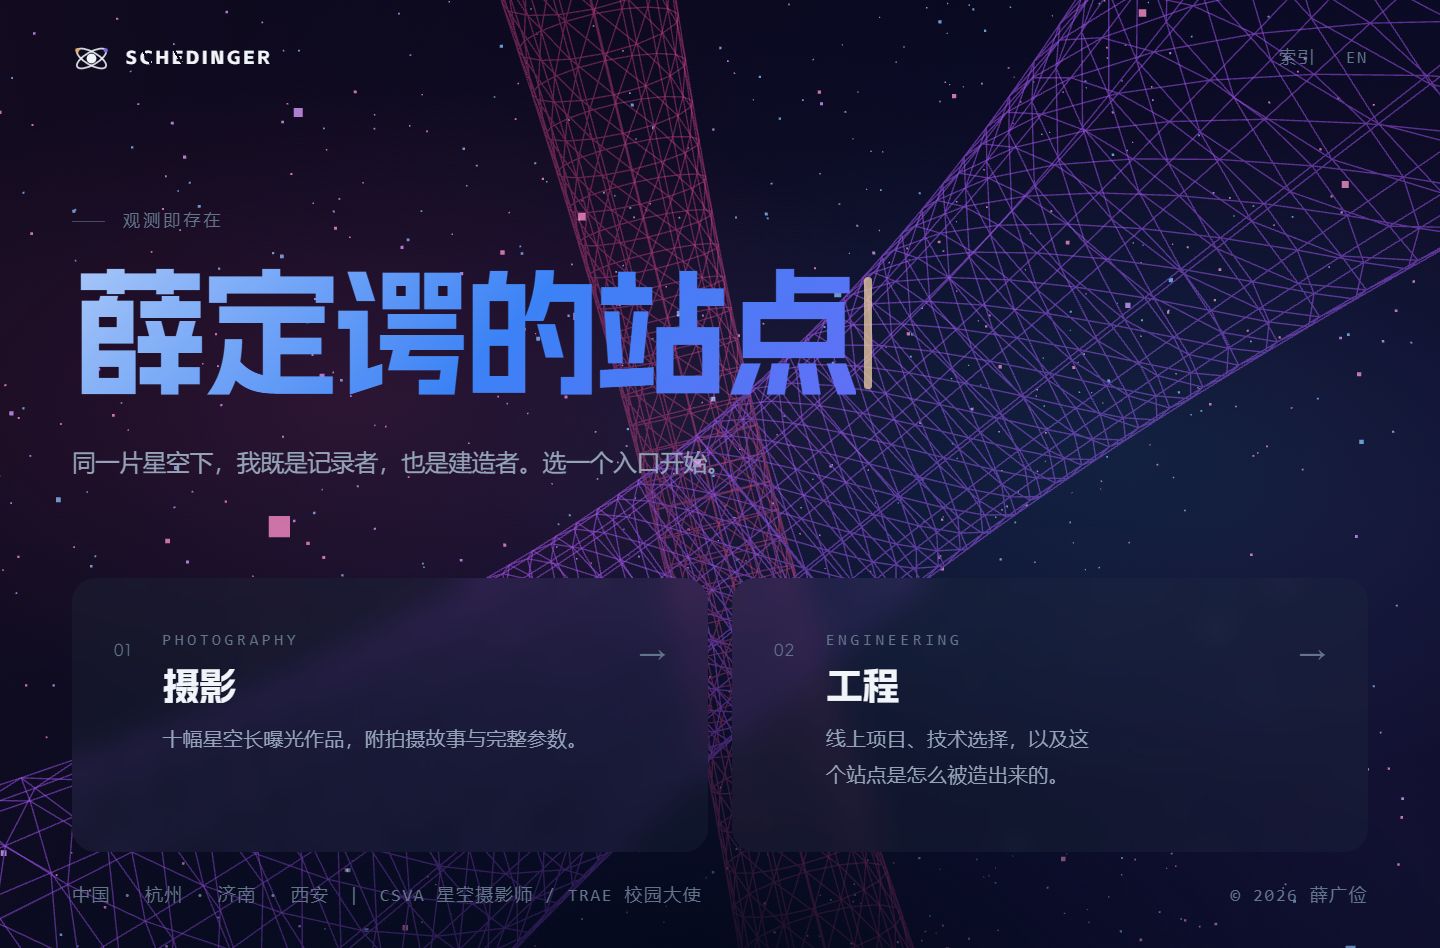 SCHEDINGER
索引 EN
观测即存在
薛定谔的站点
同一片星空下，我既是记录者，也是建造者。选一个入口开始。
01
PHOTOGRAPHY
摄影
十幅星空长曝光作品，附拍摄故事与完整参数。
→
02
ENGINEERING
工程
线上项目、技术选择，以及这
个站点是怎么被造出来的。
→
中国 · 杭州 · 济南 · 西安 | CSVA 星空摄影师 / TRAE 校园大使
© 2026 薛广俭